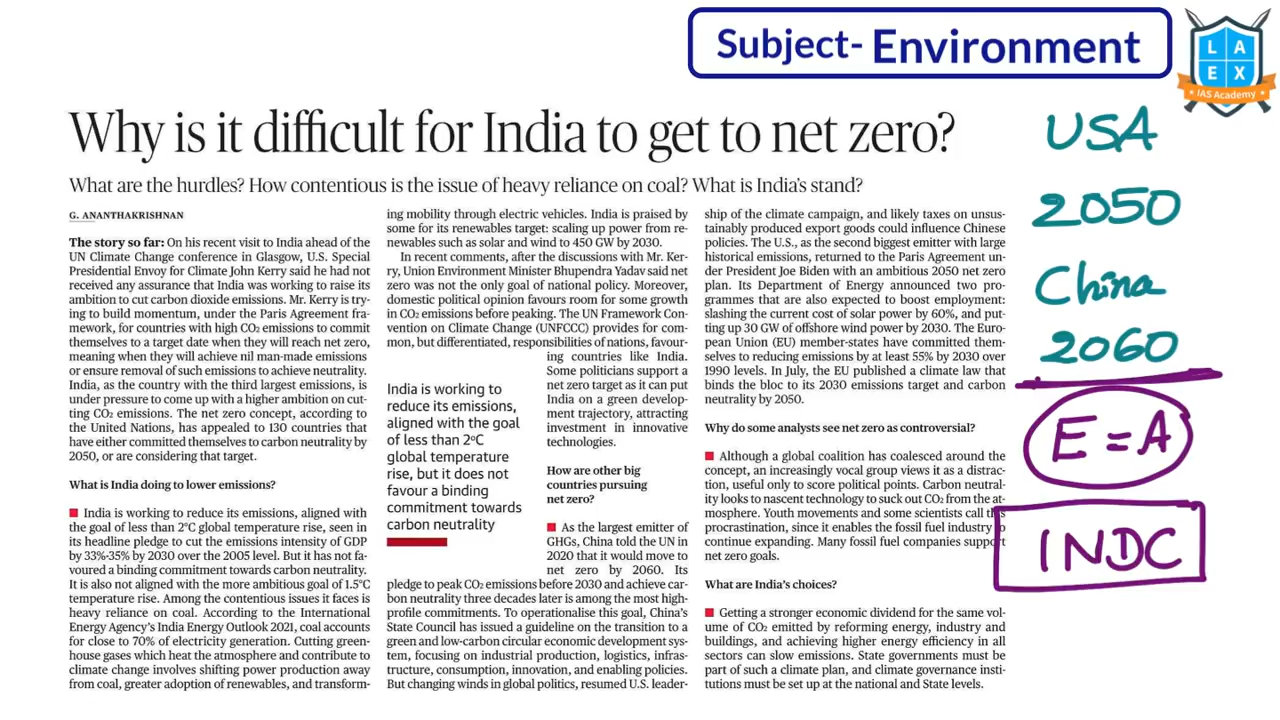 Subject- Environment
L A
E X
IAS Academy
Why is it difficult for India to get to net zero?
What are the hurdles? How contentious is the issue of heavy reliance on coal? What is India's stand?
G. ANANTHAKRISHNAN
The story so far: On his recent visit to India ahead of the
UN Climate Change conference in Glasgow, U.S. Special
Presidential Envoy for Climate John Kerry said he had not
received any assurance that India was working to raise its
ambition to cut carbon dioxide emissions. Mr. Kerry is try-
ing to build momentum, under the Paris Agreement fra-
mework, for countries with high CO₂ emissions to commit
themselves to a target date when they will reach net zero,
meaning when they will achieve nil man-made emissions
or ensure removal of such emissions to achieve neutrality.
India, as the country with the third largest emissions, is
under pressure to come up with a higher ambition on cut-
ting CO₂ emissions. The net zero concept, according to
the United Nations, has appealed to 130 countries that
have either committed themselves to carbon neutrality by
2050, or are considering that target.
What is India doing to lower emissions?
India is working to reduce its emissions, aligned with
the goal of less than 2°C global temperature rise, seen in
its headline pledge to cut the emissions intensity of GDP
by 33%-35% by 2030 over the 2005 level. But it has not fa-
voured a binding commitment towards carbon neutrality.
It is also not aligned with the more ambitious goal of 1.5°C
temperature rise. Among the contentious issues it faces is
heavy reliance on coal. According to the International
Energy Agency's India Energy Outlook 2021, coal accounts
for close to 70% of electricity generation. Cutting green-
house gases which heat the atmosphere and contribute to
climate change involves shifting power production away
from coal, greater adoption of renewables, and transform-
ing mobility through electric vehicles. India is praised by
some for its renewables target: scaling up power from re-
newables such as solar and wind to 450 GW by 2030.
In recent comments, after the discussions with Mr. Ker-
ry, Union Environment Minister Bhupendra Yadav said net
zero was not the only goal of national policy. Moreover,
domestic political opinion favours room for some growth
in CO₂ emissions before peaking. The UN Framework Con-
vention on Climate Change (UNFCCC) provides for com-
mon, but differentiated, responsibilities of nations, favour-
ing countries like India.
Some politicians support a
net zero target as it can put
India on a green develop-
ment trajectory, attracting
investment in innovative
technologies.
India is working to
reduce its emissions,
aligned with the goal
of less than 2°C
global temperature
rise, but it does not
favour a binding
commitment towards
carbon neutrality
How are other big
countries pursuing
net zero?
As the largest emitter of
GHGs, China told the UN in
2020 that it would move to
net zero by 2060. Its
pledge to peak CO₂ emissions before 2030 and achieve car-
bon neutrality three decades later is among the most high-
profile commitments. To operationalise this goal, China's
State Council has issued a guideline on the transition to a
green and low-carbon circular economic development sys-
tem, focusing on industrial production, logistics, infras-
tructure, consumption, innovation, and enabling policies.
But changing winds in global politics, resumed U.S. leader-
ship of the climate campaign, and likely taxes on unsus-
tainably produced export goods could influence Chinese
policies. The U.S., as the second biggest emitter with large
historical emissions, returned to the Paris Agreement un-
der President Joe Biden with an ambitious 2050 net zero
plan. Its Department of Energy announced two pro-
grammes that are also expected to boost employment:
slashing the current cost of solar power by 60%, and put-
ting up 30 GW of offshore wind power by 2030. The Euro-
pean Union (EU) member-states have committed them-
selves to reducing emissions by at least 55% by 2030 over
1990 levels. In July, the EU published a climate law that
binds the bloc to its 2030 emissions target and carbon
neutrality by 2050.
Why do some analysts see net zero as controversial?
Although a global coalition has coalesced around the
concept, an increasingly vocal group views it as a distrac-
tion, useful only to score political points. Carbon neutral-
ity looks to nascent technology to suck out CO₂ from the at-
mosphere. Youth movements and some scientists call this
procrastination, since it enables the fossil fuel industry to
continue expanding. Many fossil fuel companies support
net zero goals.
What are India's choices?
Getting a stronger economic dividend for the same vol-
ume of CO₂ emitted by reforming energy, industry and
buildings, and achieving higher energy efficiency in all
sectors can slow emissions. State governments must be
part of such a climate plan, and climate governance insti-
tutions must be set up at the national and State levels.
USA
2050
China
2060
E = A
INDC